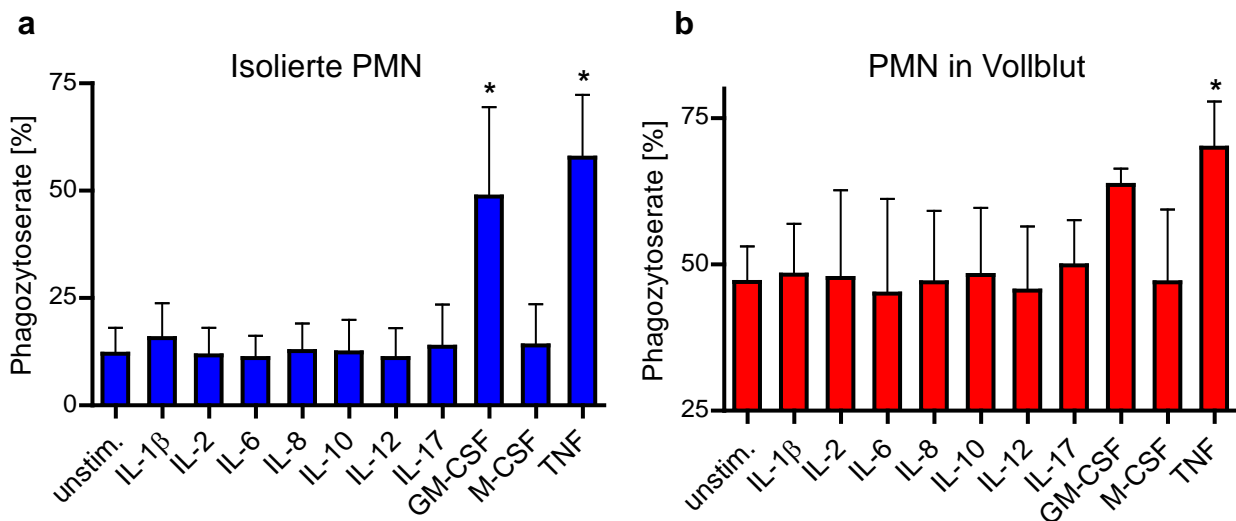 a
Isolierte PMN
Phagozytoserate [%]
75
50
25
0
*
*
unstim.
IL-1β
IL-2
IL-6
IL-8
IL-10
IL-12
IL-17
GM-CSF
M-CSF
TNF
b
PMN in Vollblut
Phagozytoserate [%]
75
50
25
*
unstim.
IL-1β
IL-2
IL-6
IL-8
IL-10
IL-12
IL-17
GM-CSF
M-CSF
TNF